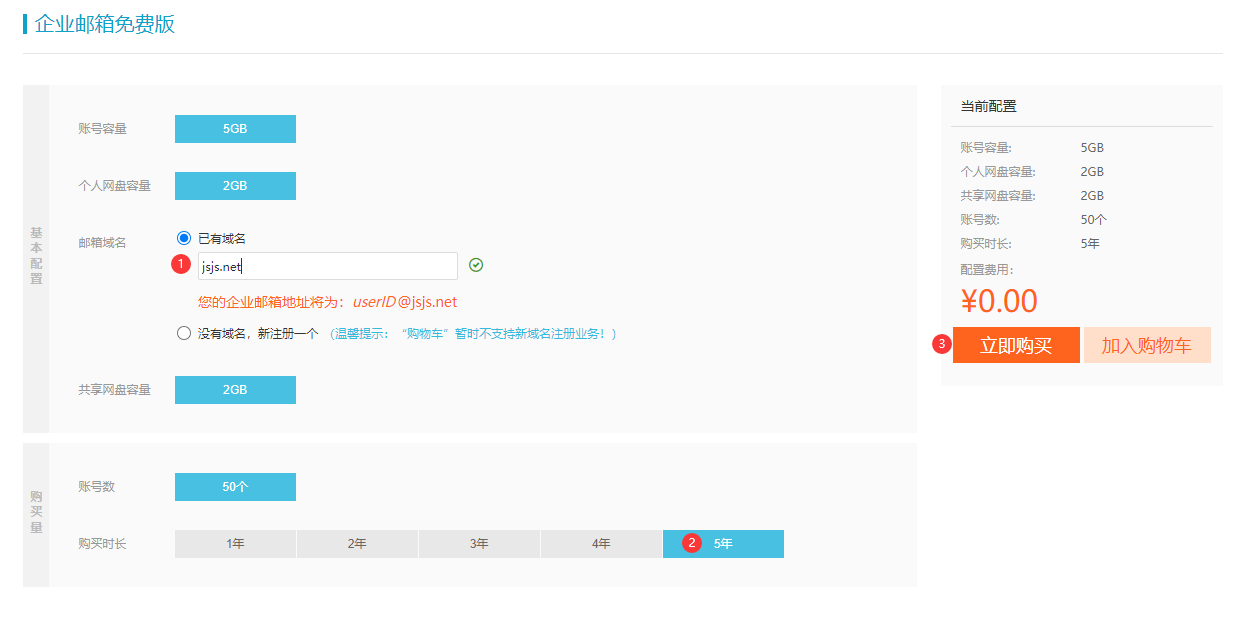 企业邮箱免费版
基本配置
账号容量
5GB
个人网盘容量
2GB
邮箱域名
已有域名
1
jsjs.net
您的企业邮箱地址将为：userID@jsjs.net
没有域名，新注册一个 （温馨提示：“购物车”暂时不支持新域名注册业务！）
共享网盘容量
2GB
购买量
账号数
50个
购买时长
1年
2年
3年
4年
2 5年
当前配置
账号容量: 5GB
个人网盘容量: 2GB
共享网盘容量: 2GB
账号数: 50个
购买时长: 5年
配置费用:
¥0.00
3 立即购买 加入购物车